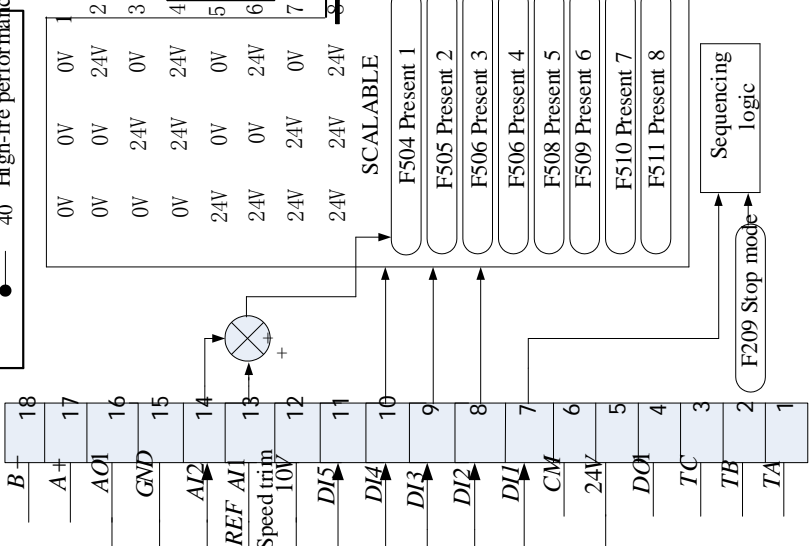 40 High-ire performanc
B - 18
A+ 17
AO1 16
GND 15
AI2 14
REF AI1 13
Speed trim
10V 12
DI5 11
DI4 10
DI3 9
DI2 8
DI1 7
CM 6
24V 5
DO1 4
TC 3
TB 2
TA 1
+
+
0V 0V 0V 1
0V 0V 24V 2
0V 24V 0V 3
0V 24V 24V 4
24V 0V 0V 5
24V 0V 24V 6
24V 24V 0V 7
24V 24V 24V 8
SCALABLE
F504 Present 1
F505 Present 2
F506 Present 3
F506 Present 4
F508 Present 5
F509 Present 6
F510 Present 7
F511 Present 8
Sequencing
logic
F209 Stop mode